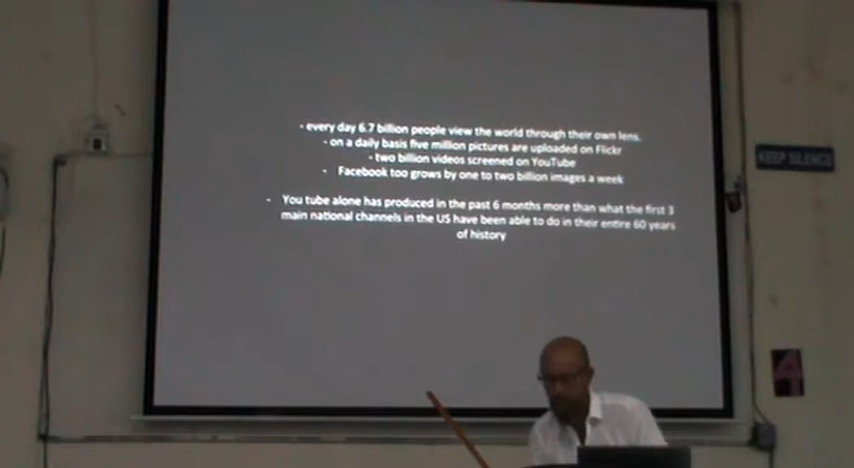 - every day 6.7 billion people view the world through their own lens.
- on a daily basis five million pictures are uploaded on Flickr
- two billion videos screened on YouTube
- Facebook too grows by one to two billion images a week
- You tube alone has produced in the past 6 months more than what the first 3
main national channels in the US have been able to do in their entire 60 years
of history
KEEP SILENCE
4